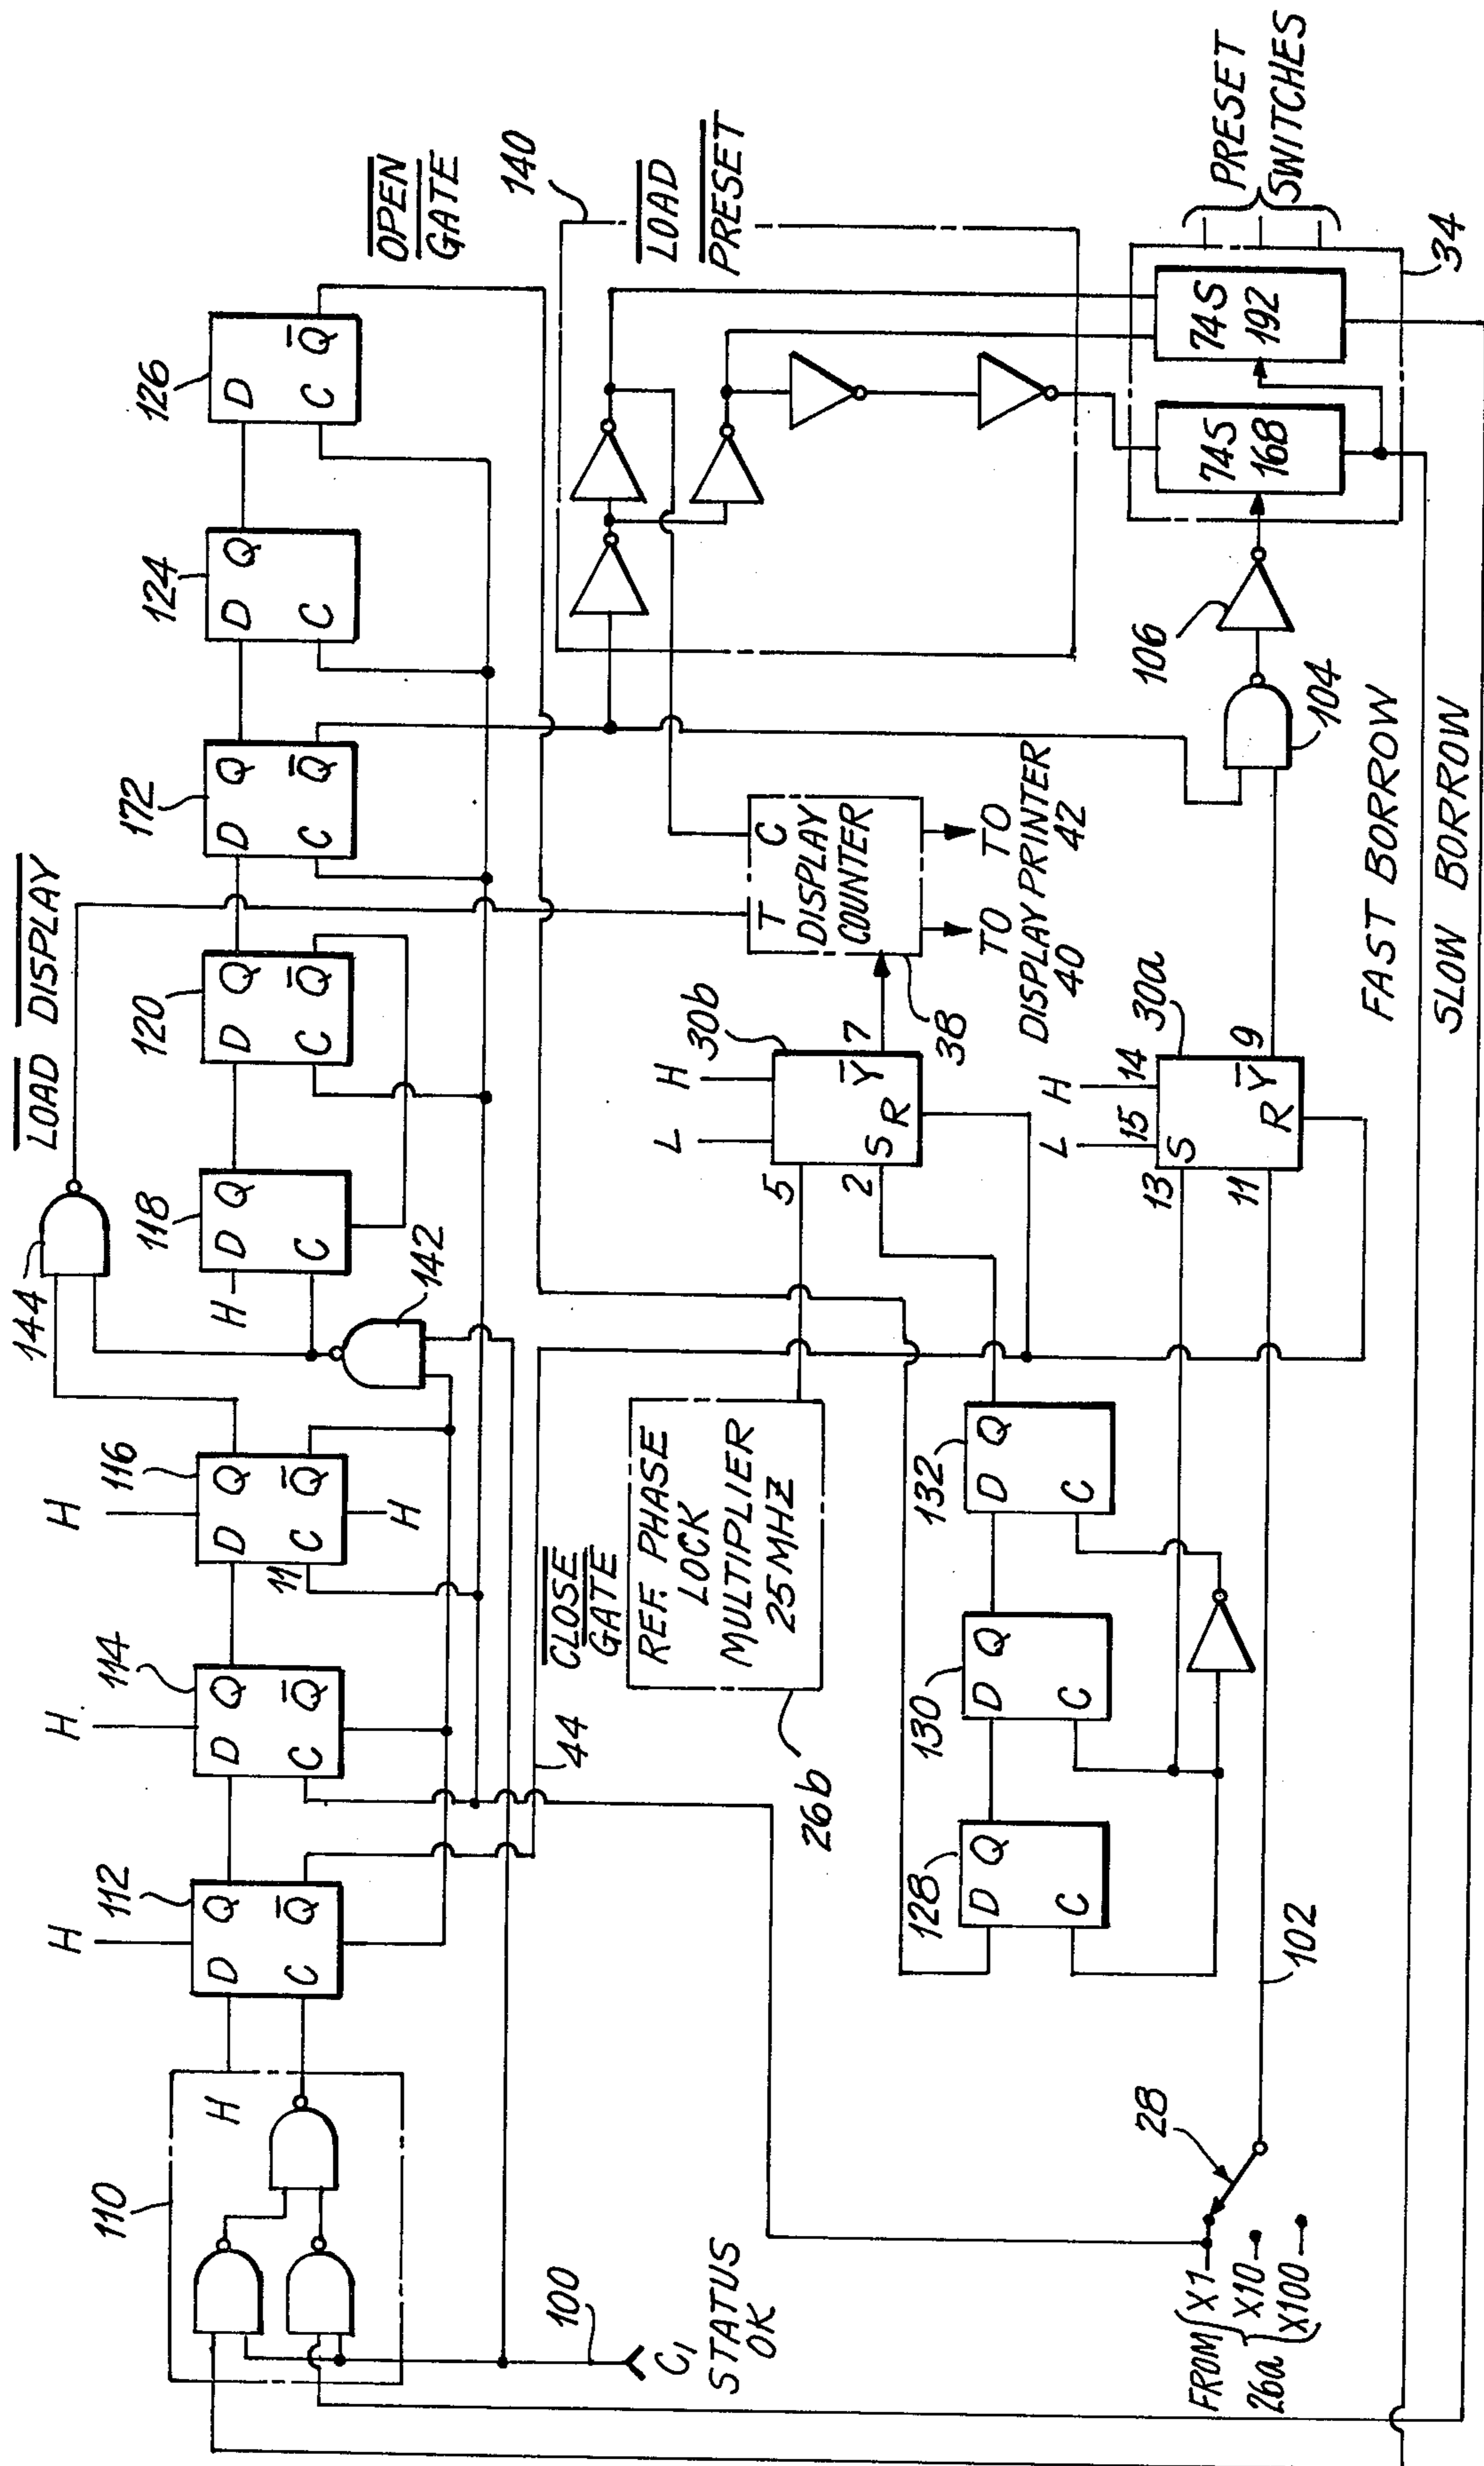 LOAD DISPLAY
144
H
H.
H
112
114
116
118
120
172
124
126
110
H
D Q
C Q
D Q
C Q
D Q
C Q
11
H
H
D Q
C
D Q
C Q
D Q
C Q
D Q
C
D
C Q
142
OPEN
GATE
140
LOAD
PRESET
100
C1
STATUS
OK
44
CLOSE
GATE
REF. PHASE
LOCK
MULTIPLIER
25 MHZ
26b
L
H
30b
5
2
S
R
Y
7
T
C
DISPLAY
COUNTER
38
TO
DISPLAY
40
TO
PRINTER
42
128
D Q
C
130
D Q
C
132
D Q
C
L
H
15
14
30a
13
11
S
R
Y
9
104
106
74S
168
74S
192
PRESET
SWITCHES
34
28
102
FROM
26a
X1
X10
X100
FAST BORROW
SLOW BORROW